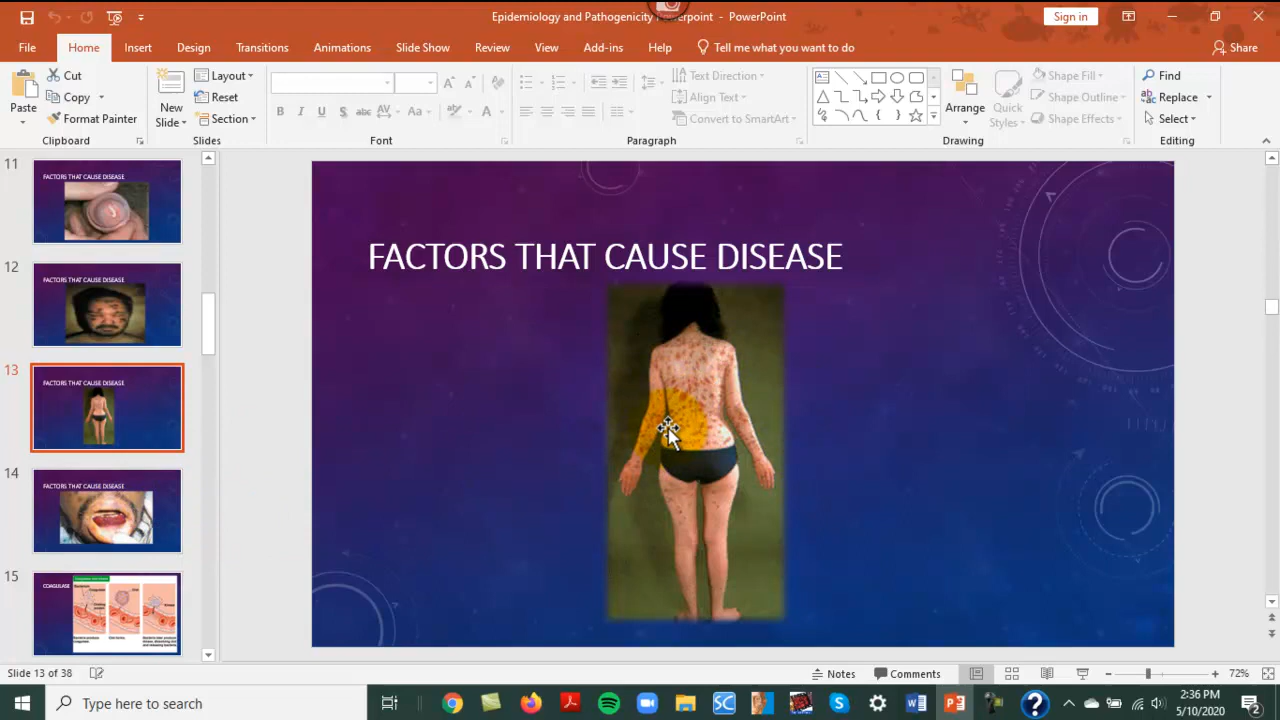 Epidemiology and Pathogenicity Powerpoint - PowerPoint
Sign in
File Home Insert Design Transitions Animations Slide Show Review View Add-ins Help Tell me what you want to do Share
Cut
Copy
Format Painter
Paste
Clipboard
New
Slide
Layout
Reset
Section
Slides
B I U S abc AV Aa A
Font
Text Direction
Align Text
Convert to SmartArt
Paragraph
Arrange
Quick
Styles
Shape Fill
Shape Outline
Shape Effects
Drawing
Find
Replace
Select
Editing
11
FACTORS THAT CAUSE DISEASE
12
FACTORS THAT CAUSE DISEASE
13
FACTORS THAT CAUSE DISEASE
14
FACTORS THAT CAUSE DISEASE
15
COAGULASE
FACTORS THAT CAUSE DISEASE
Slide 13 of 38
Notes
Comments
72%
Type here to search
2:36 PM
5/10/2020
2